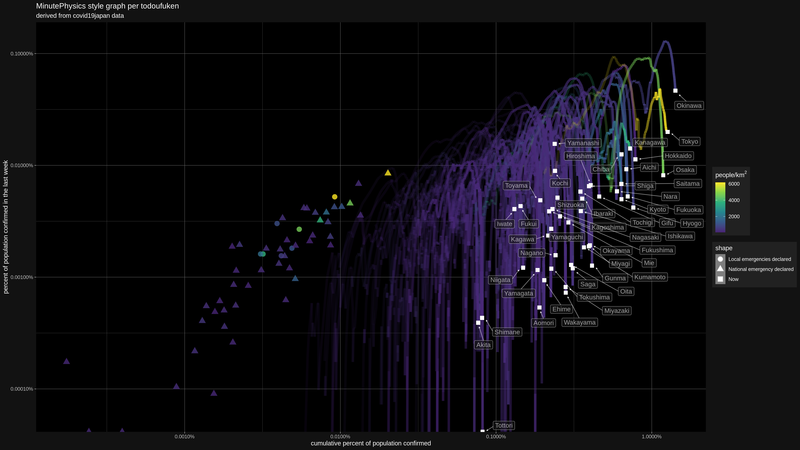 MinutePhysics style graph per todoufuken
derived from covid19japan data
percent of population confirmed in the last week
0.10000%
0.01000%
0.00100%
0.00010%
Okinawa
Yamanashi
Kanagawa
Tokyo
Hiroshima
Hokkaido
Chiba
Aichi
Osaka
Toyama
Kochi
Shiga
Saitama
Nara
Shizuoka
Ibaraki
Kyoto
Fukuoka
Iwate
Fukui
Kagoshima
Tochigi
Gifu
Hyogo
Kagawa
Yamaguchi
Nagasaki
Ishikawa
Nagano
Okayama
Fukushima
Miyagi
Mie
Niigata
Gunma
Kumamoto
Yamagata
Saga
Oita
Tokushima
Ehime
Miyazaki
Aomori
Wakayama
Shimane
Akita
Tottori
0.0010%
0.0100%
0.1000%
1.0000%
cumulative percent of population confirmed
people/km²
6000
4000
2000
shape
Local emergencies declared
National emergency declared
Now